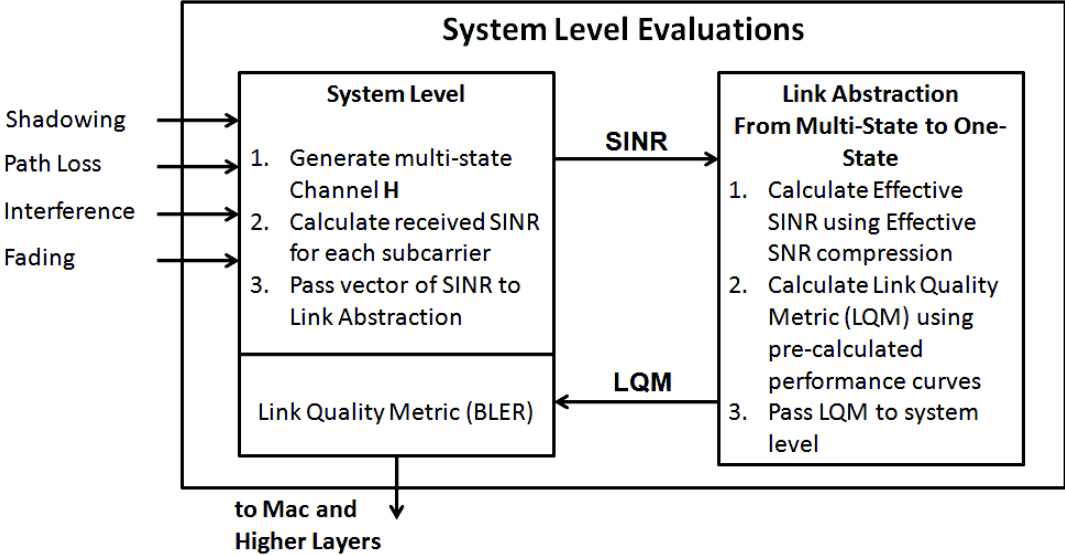 System Level Evaluations
Shadowing
Path Loss
Interference
Fading
System Level
1. Generate multi-state
Channel H
2. Calculate received SINR
for each subcarrier
3. Pass vector of SINR to
Link Abstraction
Link Quality Metric (BLER)
SINR
LQM
Link Abstraction
From Multi-State to One-
State
1. Calculate Effective
SINR using Effective
SNR compression
2. Calculate Link Quality
Metric (LQM) using
pre-calculated
performance curves
3. Pass LQM to system
level
to Mac and
Higher Layers